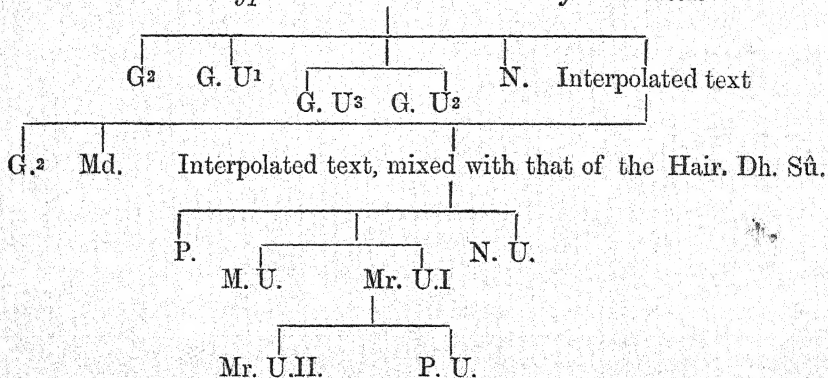 G² G. U¹ N. Interpolated text
G. U³ G. U²
G.² Md. Interpolated text, mixed with that of the Hair. Dh. Sû.
P. N. U.
M. U. Mr. U.I
Mr. U.II. P. U.